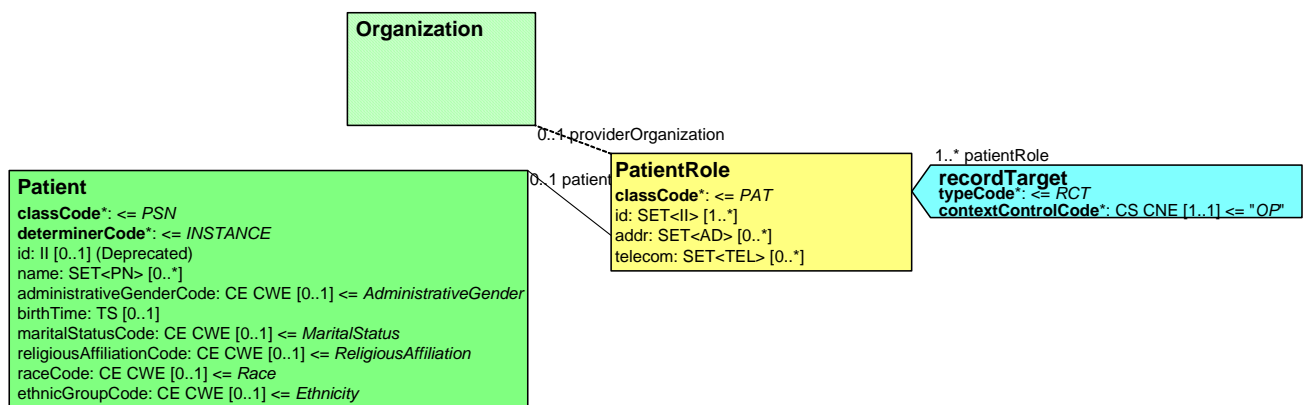 Organization
0..1 providerOrganization
1..* patientRole
PatientRole
classCode*: <= PAT
id: SET<II> [1..*]
addr: SET<AD> [0..*]
telecom: SET<TEL> [0..*]
recordTarget
typeCode*: <= RCT
contextControlCode*: CS CNE [1..1] <= "OP"
0..1 patient
Patient
classCode*: <= PSN
determinerCode*: <= INSTANCE
id: II [0..1] (Deprecated)
name: SET<PN> [0..*]
administrativeGenderCode: CE CWE [0..1] <= AdministrativeGender
birthTime: TS [0..1]
maritalStatusCode: CE CWE [0..1] <= MaritalStatus
religiousAffiliationCode: CE CWE [0..1] <= ReligiousAffiliation
raceCode: CE CWE [0..1] <= Race
ethnicGroupCode: CE CWE [0..1] <= Ethnicity